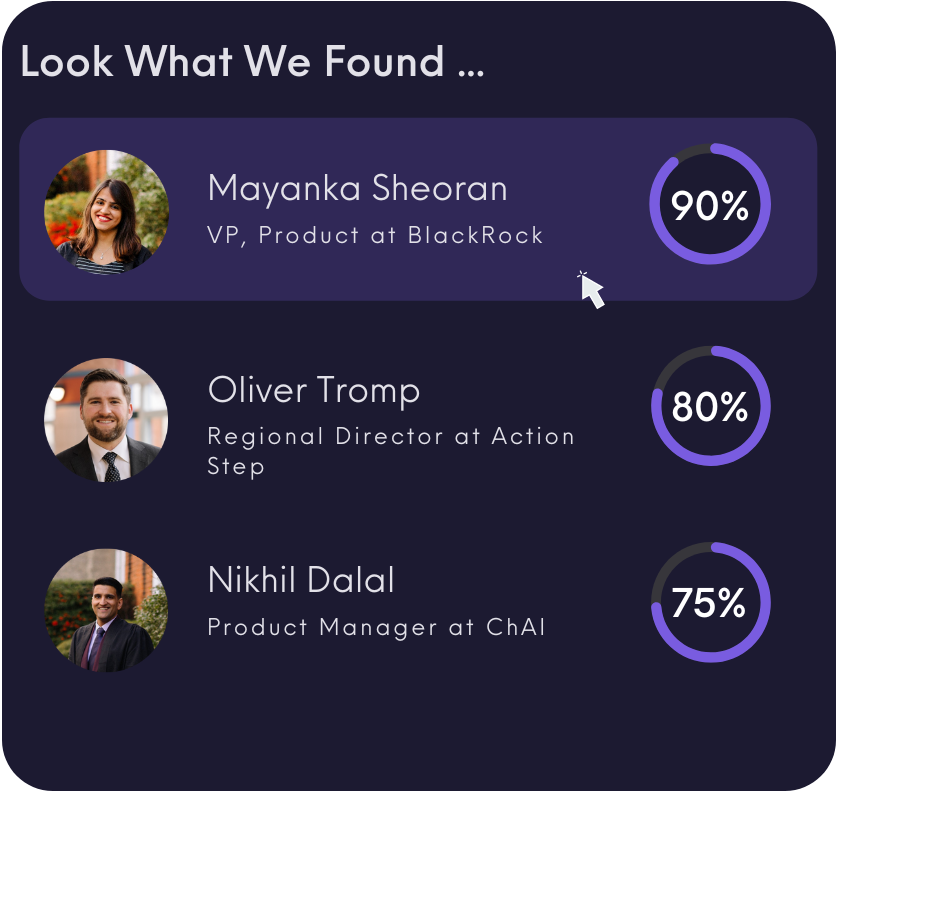 Look What We Found ...
Mayanka Sheoran
VP, Product at BlackRock
90%
Oliver Tromp
Regional Director at Action
Step
80%
Nikhil Dalal
Product Manager at ChAI
75%